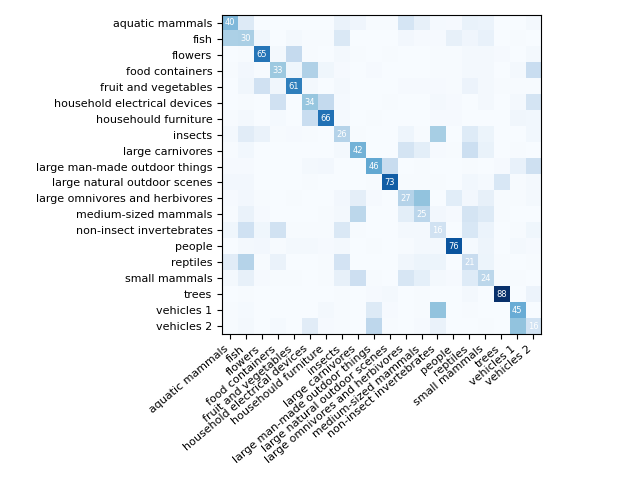 aquatic mammals 40
fish 30
flowers 65
food containers 33
fruit and vegetables 61
household electrical devices 34
househould furniture 66
insects 26
large carnivores 42
large man-made outdoor things 46
large natural outdoor scenes 73
large omnivores and herbivores 27
medium-sized mammals 25
non-insect invertebrates 16
people 76
reptiles 21
small mammals 24
trees 88
vehicles 1 45
vehicles 2
aquatic mammals
fish
flowers
food containers
fruit and vegetables
household electrical devices
househould furniture
insects
large carnivores
large man-made outdoor things
large natural outdoor scenes
large omnivores and herbivores
medium-sized mammals
non-insect invertebrates
people
reptiles
small mammals
trees
vehicles 1
vehicles 2